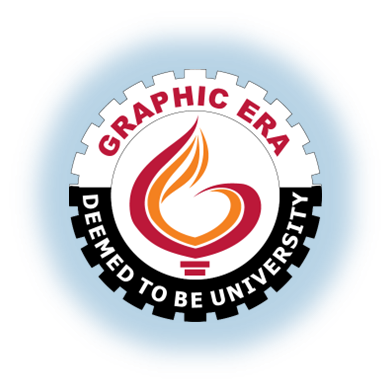 GRAPHIC ERA
DEEMED TO BE UNIVERSITY